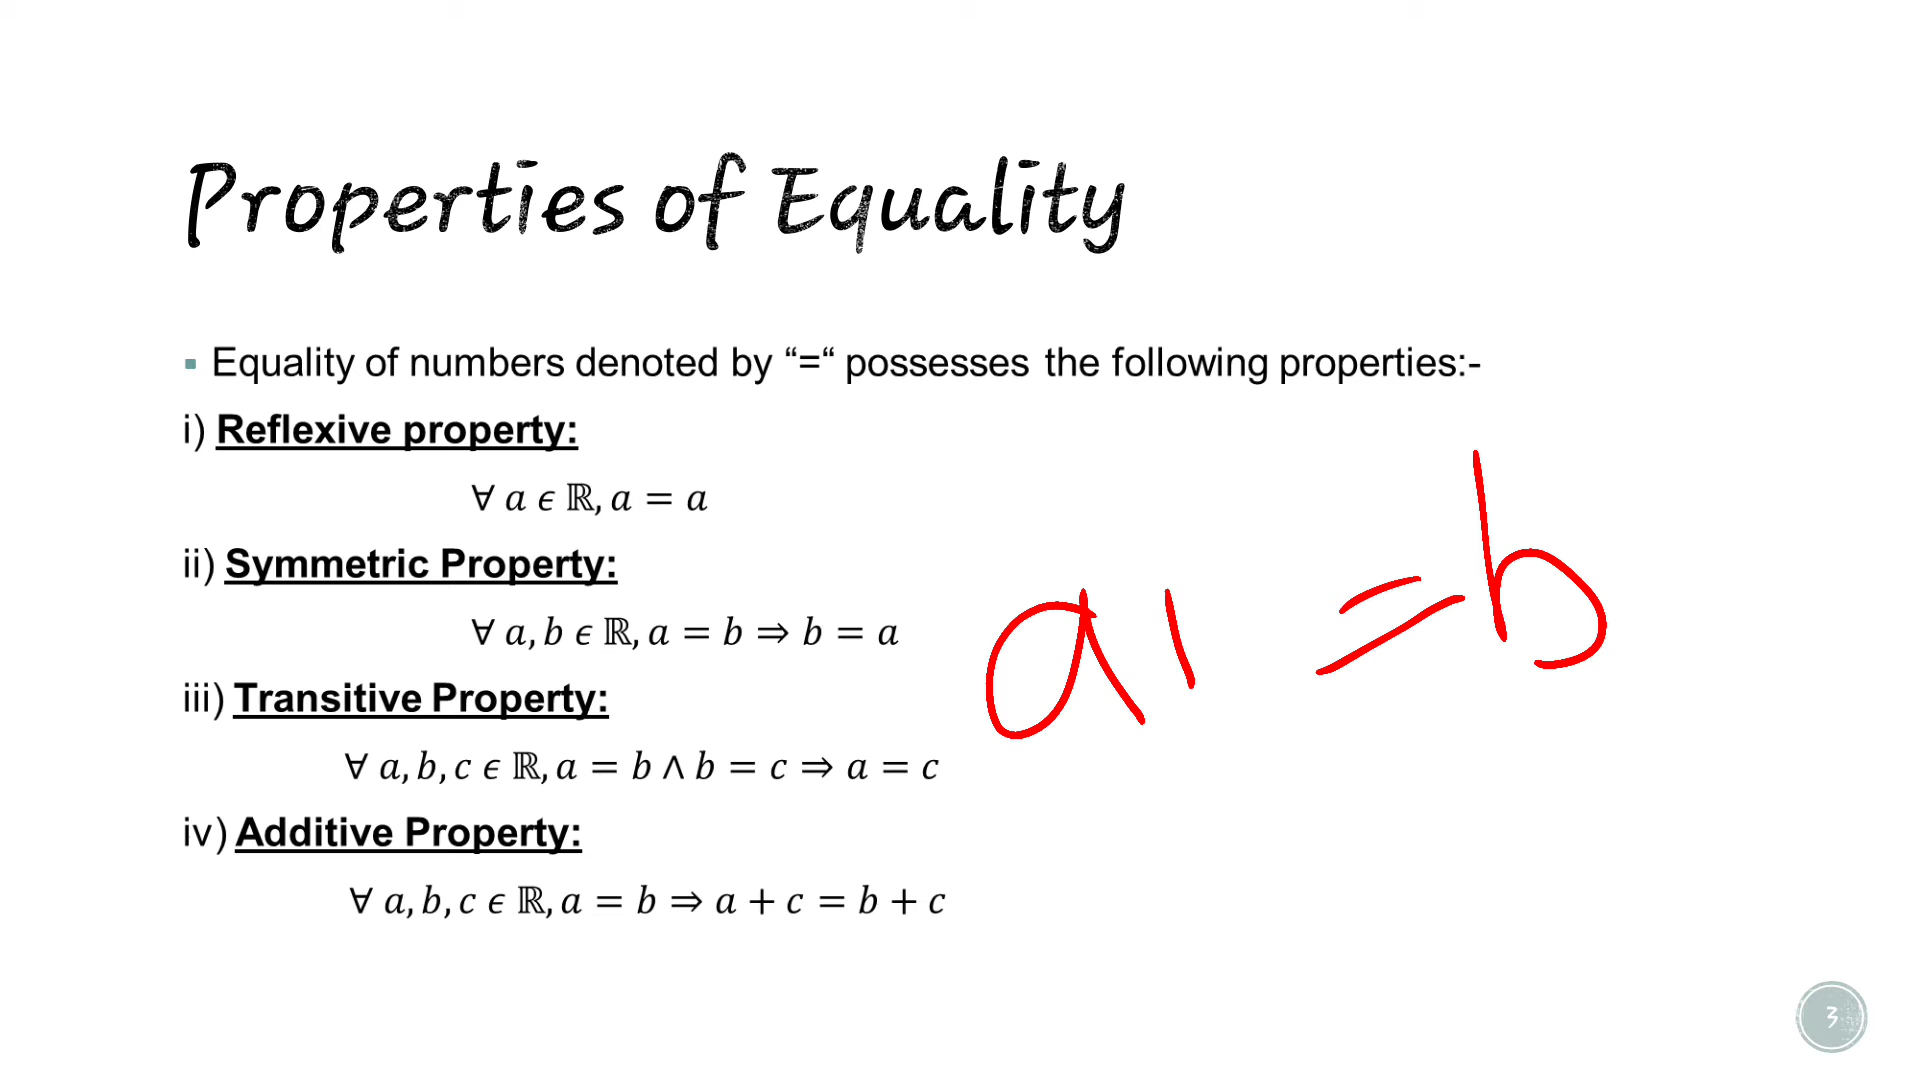 Properties of Equality
▪ Equality of numbers denoted by “=“ possesses the following properties:-
i) Reflexive property:
∀ a ϵ ℝ, a = a
ii) Symmetric Property:
∀ a, b ϵ ℝ, a = b ⇒ b = a
a1 = b
iii) Transitive Property:
∀ a, b, c ϵ ℝ, a = b ∧ b = c ⇒ a = c
iv) Additive Property:
∀ a, b, c ϵ ℝ, a = b ⇒ a + c = b + c
3